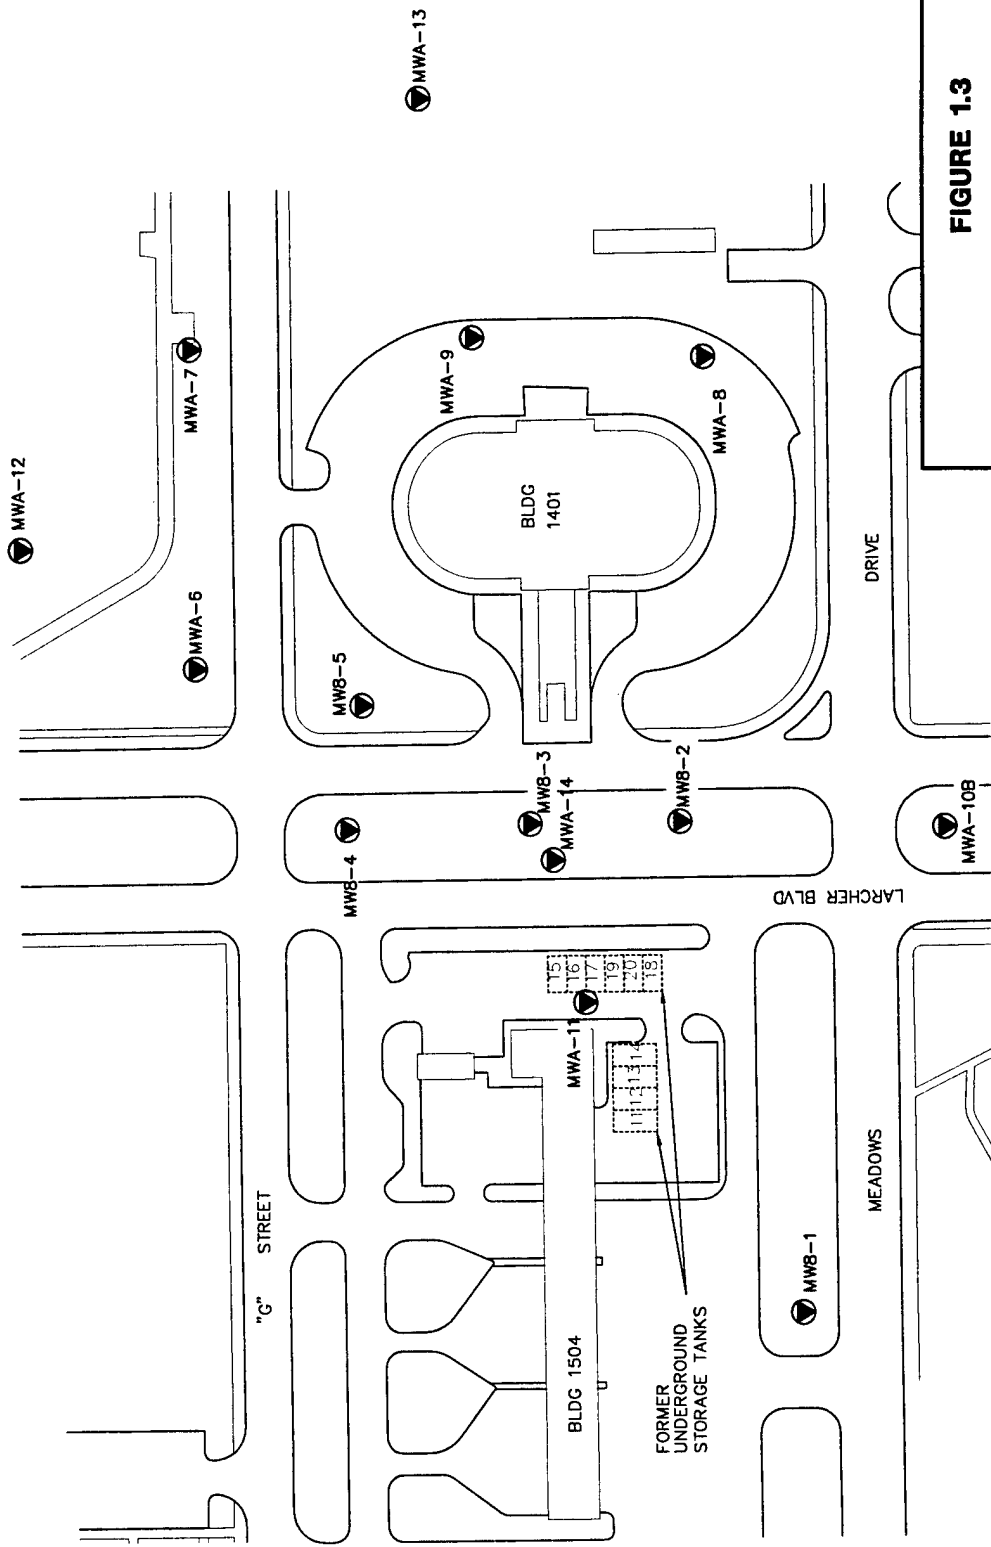 MWA-13
MWA-12
MWA-7
MWA-9
MWA-6
MW8-5
MWA-8
BLDG
1401
MW8-3
MWA-14
MW8-2
MW8-4
MWA-10B
DRIVE
LARCHER BLVD
15
16
17
19
20
18
MWA-11
11
12
13
14
"G" STREET
MEADOWS
MW8-1
BLDG 1504
FORMER
UNDERGROUND
STORAGE TANKS
FIGURE 1.3